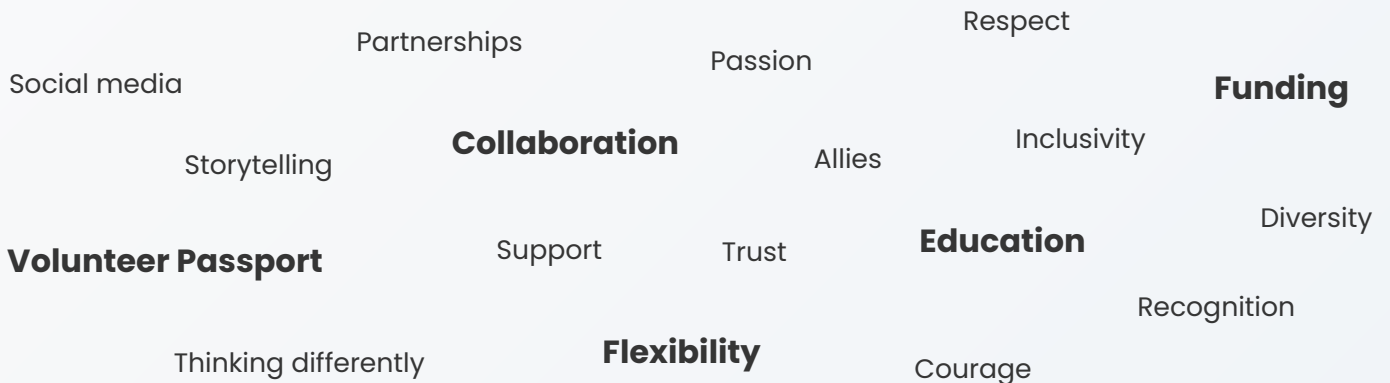 Respect
Partnerships
Passion
Social media
Funding
Collaboration
Inclusivity
Allies
Storytelling
Diversity
Education
Support
Trust
Volunteer Passport
Recognition
Flexibility
Thinking differently
Courage